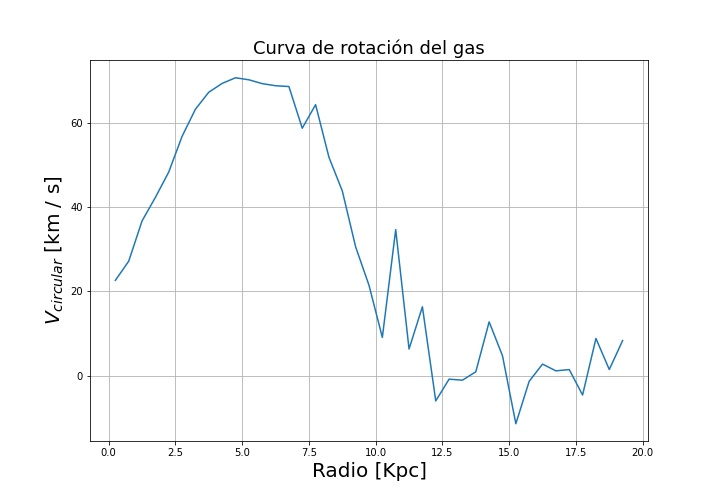 Curva de rotación del gas
V_circular [km / s]
60
40
20
0
0.0 2.5 5.0 7.5 10.0 12.5 15.0 17.5 20.0
Radio [Kpc]